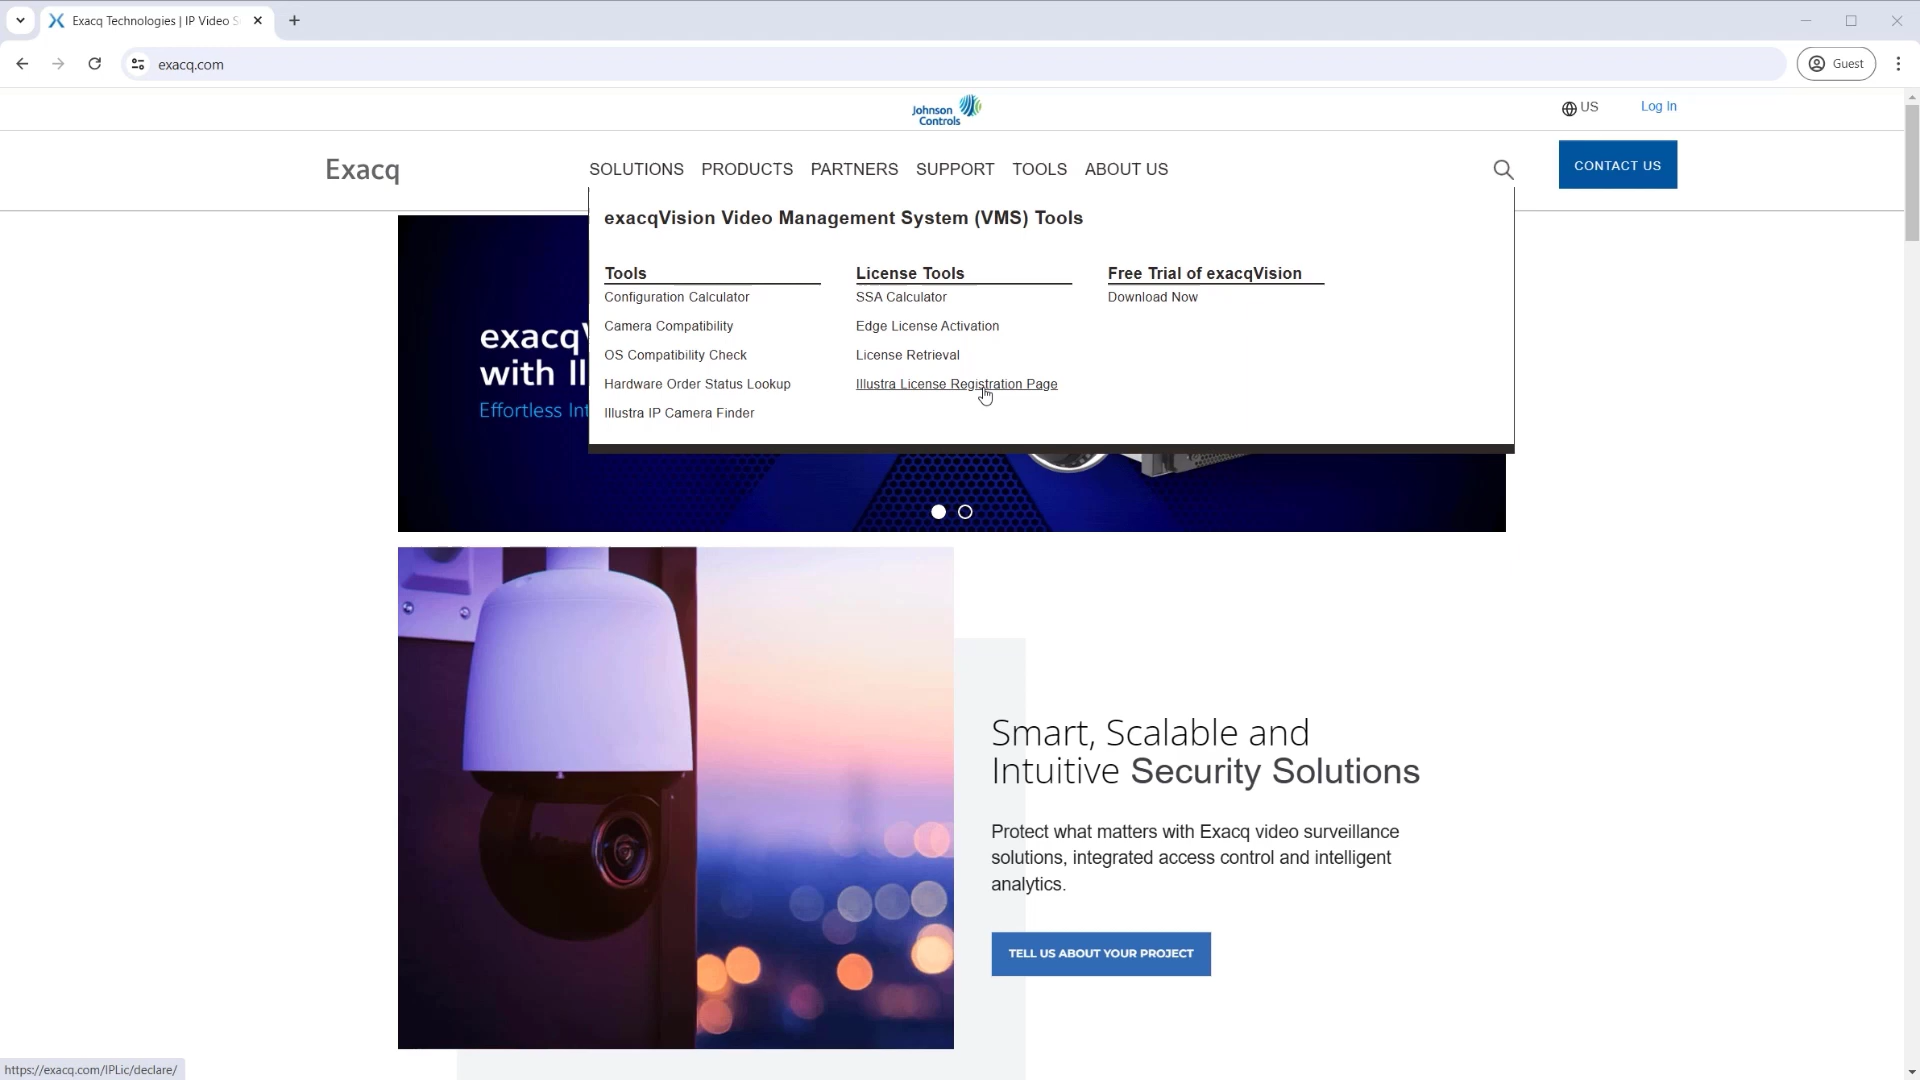 Exacq Technologies | IP Video S
exacq.com
Guest
Johnson
Controls
US
Log In
Exacq
SOLUTIONS PRODUCTS PARTNERS SUPPORT TOOLS ABOUT US
CONTACT US
exacqVision Video Management System (VMS) Tools
Tools
Configuration Calculator
Camera Compatibility
OS Compatibility Check
Hardware Order Status Lookup
Illustra IP Camera Finder
License Tools
SSA Calculator
Edge License Activation
License Retrieval
Illustra License Registration Page
Free Trial of exacqVision
Download Now
exacq
with Il
Effortless Int
Smart, Scalable and
Intuitive Security Solutions
Protect what matters with Exacq video surveillance
solutions, integrated access control and intelligent
analytics.
TELL US ABOUT YOUR PROJECT
https://exacq.com/IPLic/declare/